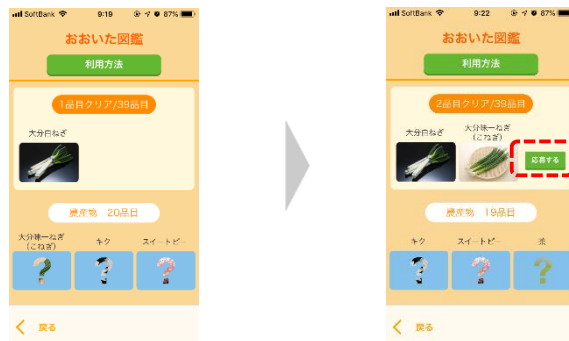 SoftBank 9:19 87%
おおいた図鑑
利用方法
1品目クリア/39品目
大分白ねぎ
農産物 20品目
大分味一ねぎ
(こねぎ)
キク
スイートピー
戻る
SoftBank 9:22 87%
おおいた図鑑
利用方法
2品目クリア/39品目
大分白ねぎ
大分味一ねぎ
(こねぎ)
応募する
農産物 19品目
キク
スイートピー
茶
戻る